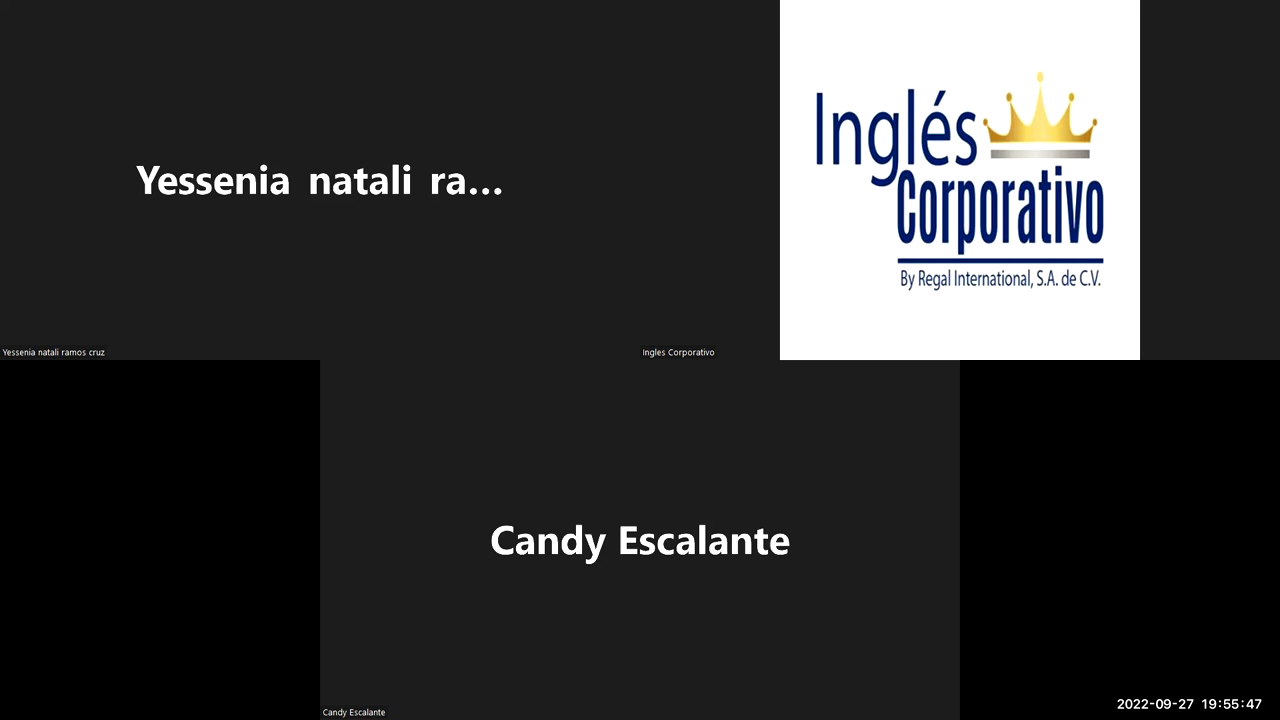 Yessenia natali ra...
Yessenia natali ramos cruz
Inglés
Corporativo
By Regal International, S.A. de C.V.
Ingles Corporativo
Candy Escalante
Candy Escalante
2022-09-27 19:55:47